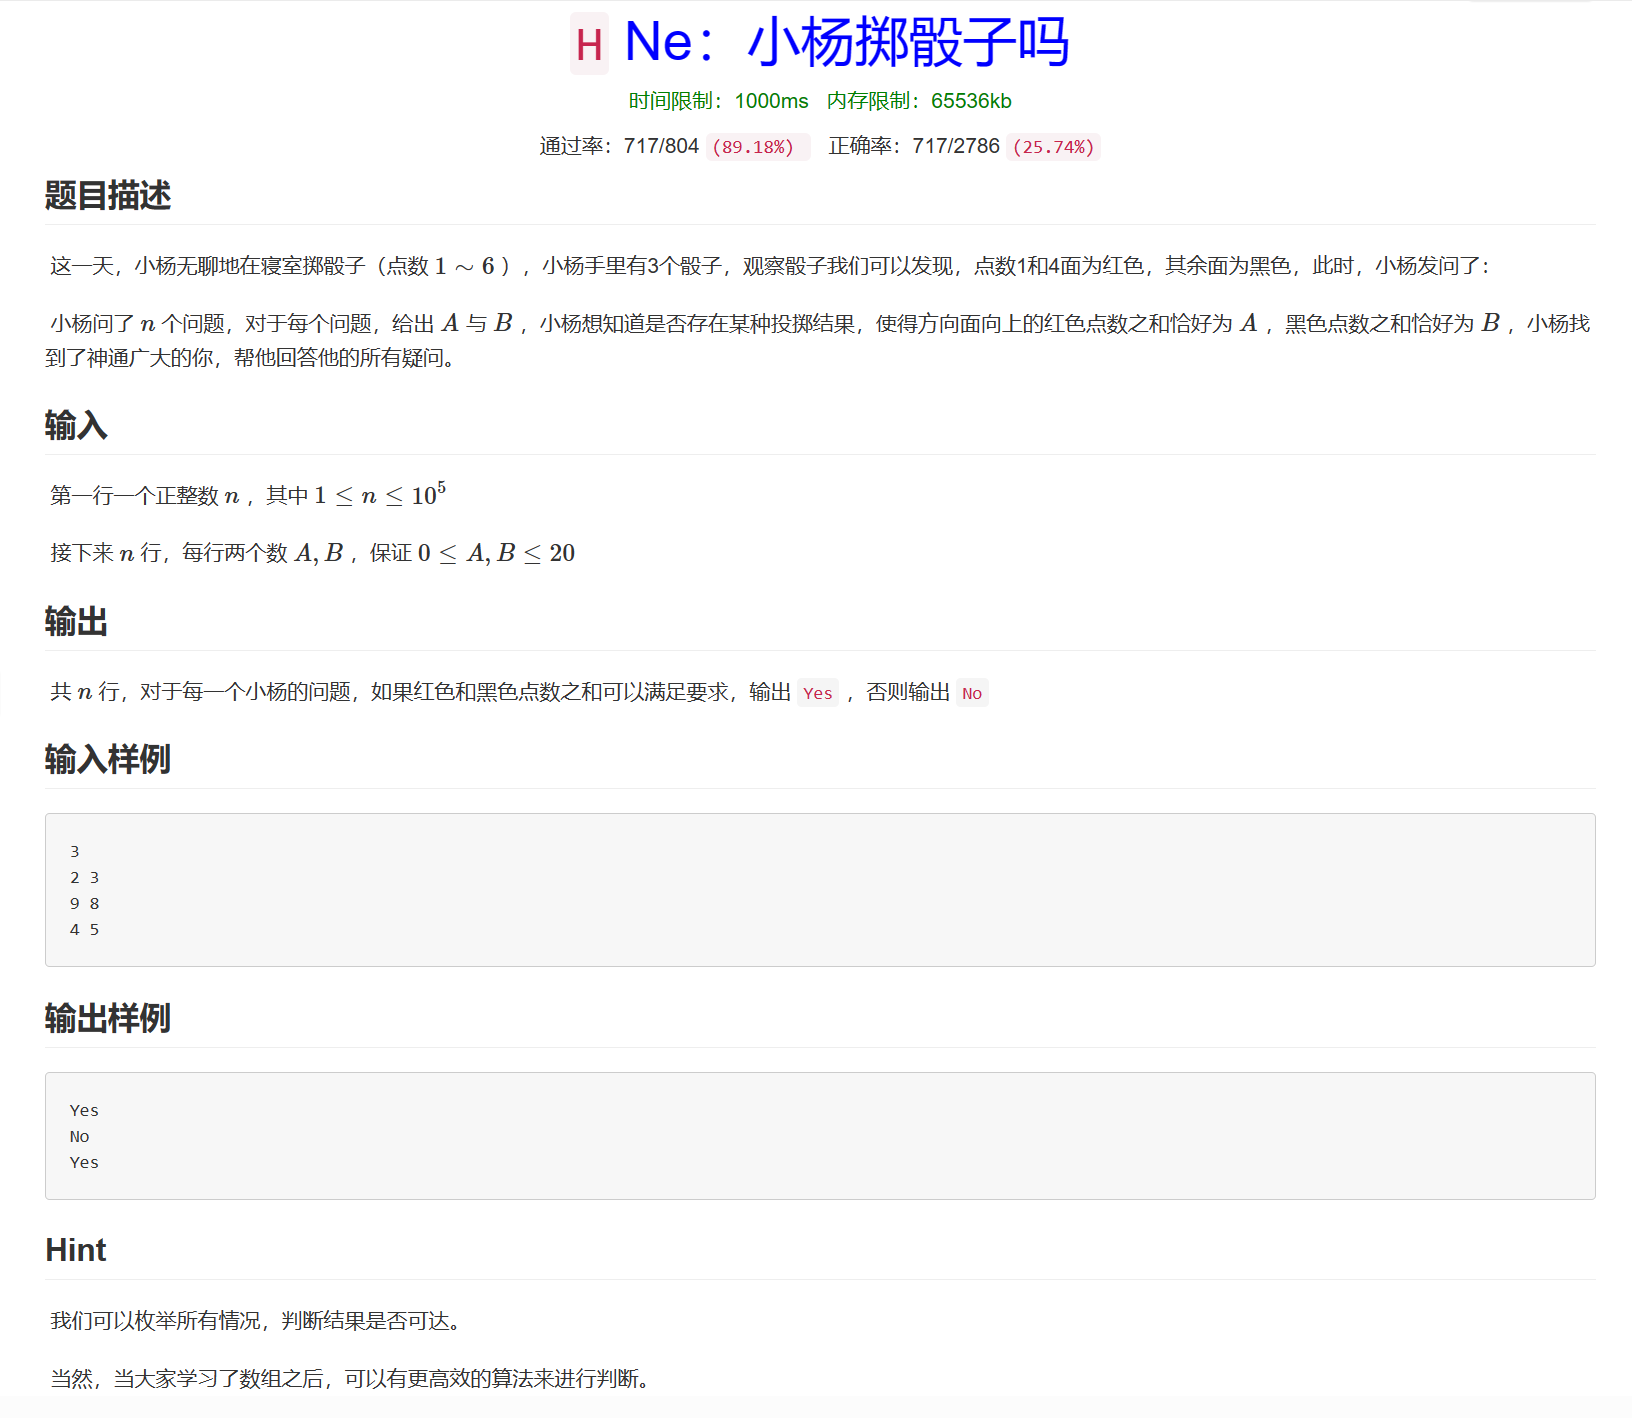 H Ne：小杨掷骰子吗
时间限制：1000ms 内存限制：65536kb
通过率：717/804 (89.18%) 正确率：717/2786 (25.74%)
题目描述
这一天，小杨无聊地在寝室掷骰子（点数 1 ∼ 6 ），小杨手里有3个骰子，观察骰子我们可以发现，点数1和4面为红色，其余面为黑色，此时，小杨发问了：
小杨问了 n 个问题，对于每个问题，给出 A 与 B ，小杨想知道是否存在某种投掷结果，使得方向面向上的红色点数之和恰好为 A ，黑色点数之和恰好为 B ，小杨找
到了神通广大的你，帮他回答他的所有疑问。
输入
第一行一个正整数 n ，其中 1 ≤ n ≤ 10^5
接下来 n 行，每行两个数 A, B ，保证 0 ≤ A, B ≤ 20
输出
共 n 行，对于每一个小杨的问题，如果红色和黑色点数之和可以满足要求，输出 Yes ，否则输出 No
输入样例
3
2 3
9 8
4 5
输出样例
Yes
No
Yes
Hint
我们可以枚举所有情况，判断结果是否可达。
当然，当大家学习了数组之后，可以有更高效的算法来进行判断。